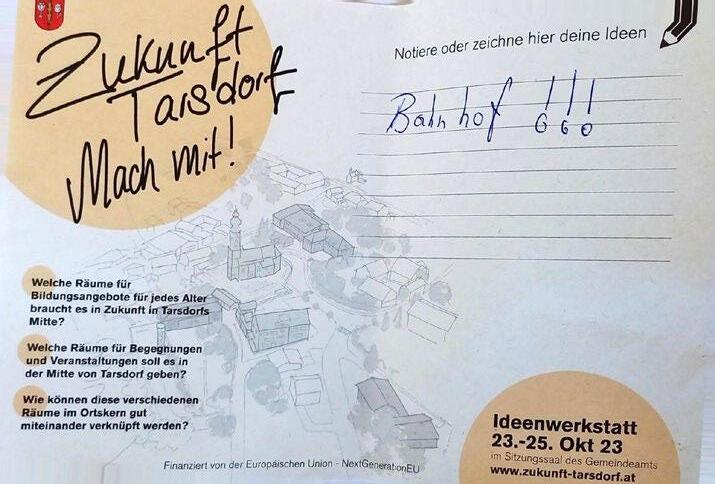 Zukunft
Tarsdorf
Mach mit!
Notiere oder zeichne hier deine Ideen
Bahnhof !!!
Welche Räume für
Bildungsangebote für jedes Alter
braucht es in Zukunft in Tarsdorfs
Mitte?
Welche Räume für Begegnungen
und Veranstaltungen soll es in
der Mitte von Tarsdorf geben?
Wie können diese verschiedenen
Räume im Ortskern gut
miteinander verknüpft werden?
Finanziert von der Europäischen Union - NextGenerationEU
Ideenwerkstatt
23.-25. Okt 23
im Sitzungssaal des Gemeindeamts
www.zukunft-tarsdorf.at